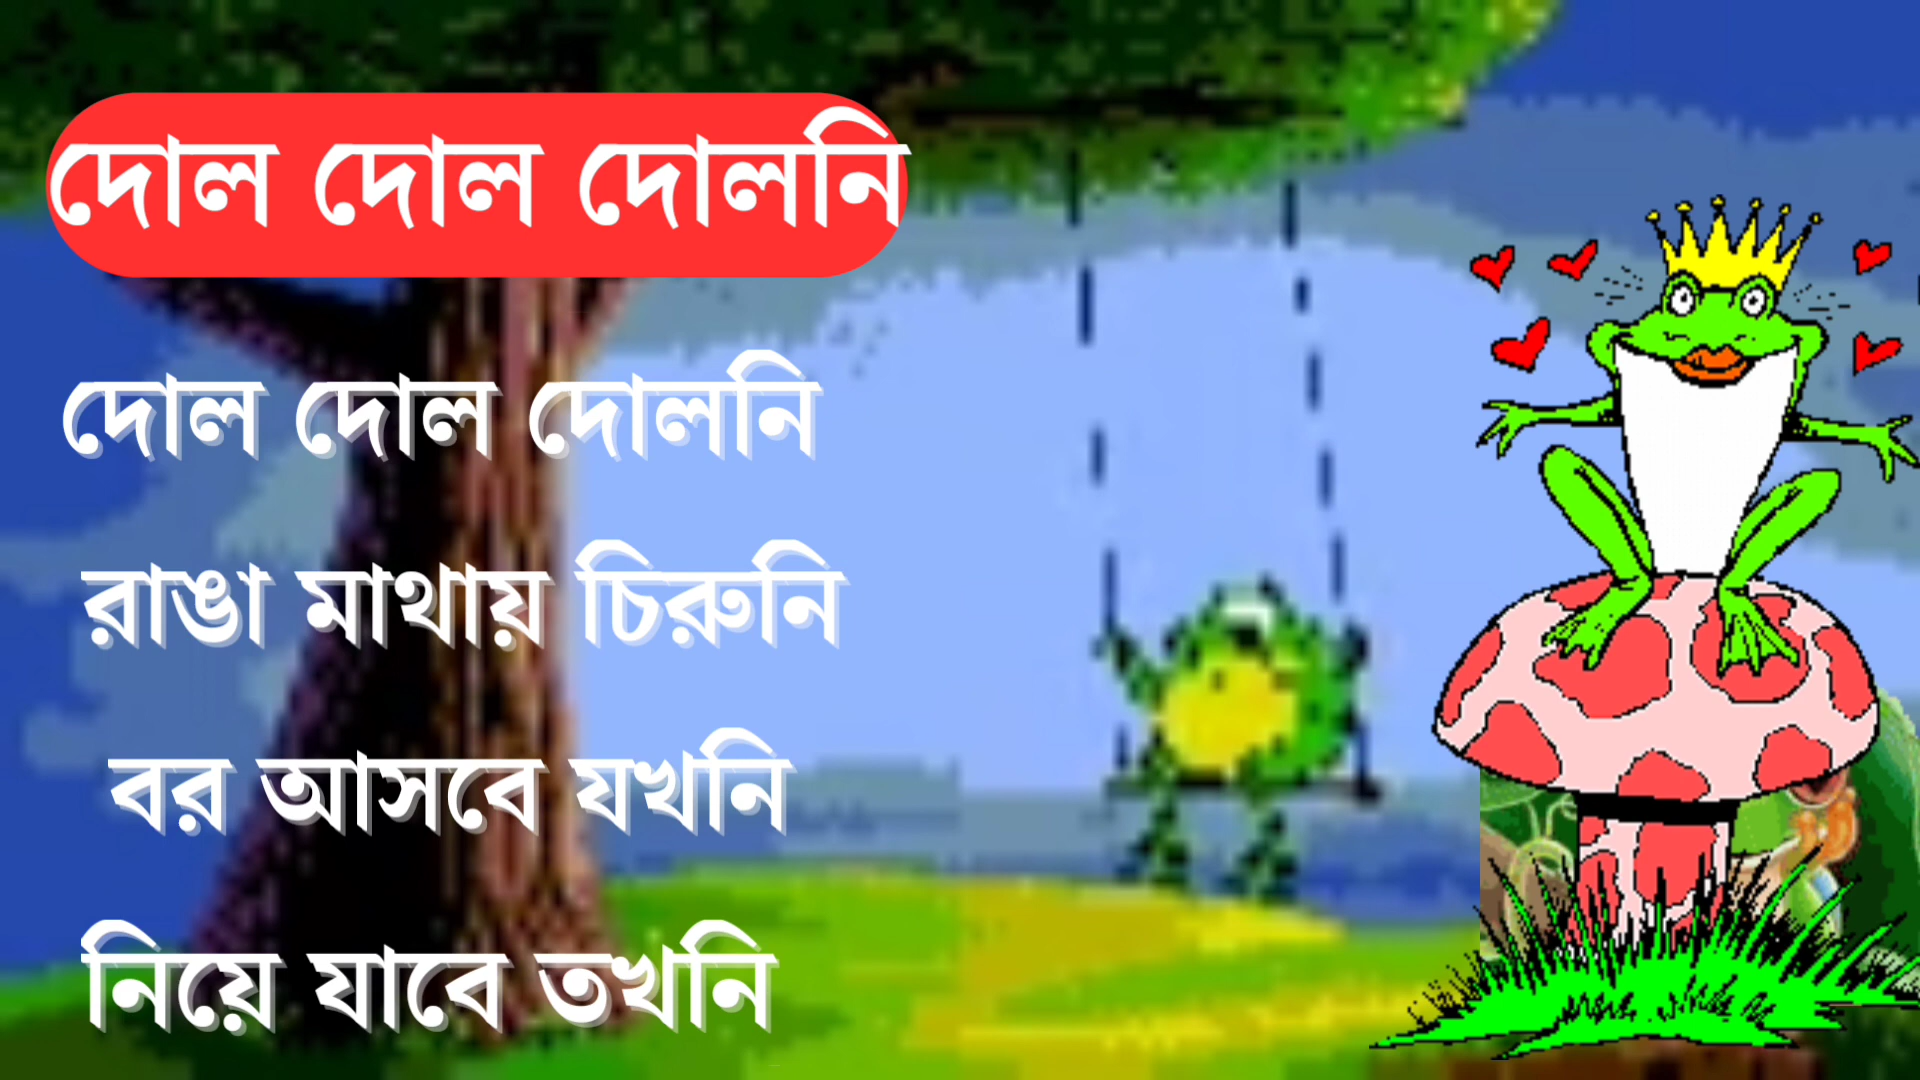 দোল দোল দোলনি
দোল দোল দোলনি
রাঙা মাথায় চিরুনি
বর আসবে যখনি
নিয়ে যাবে তখনি